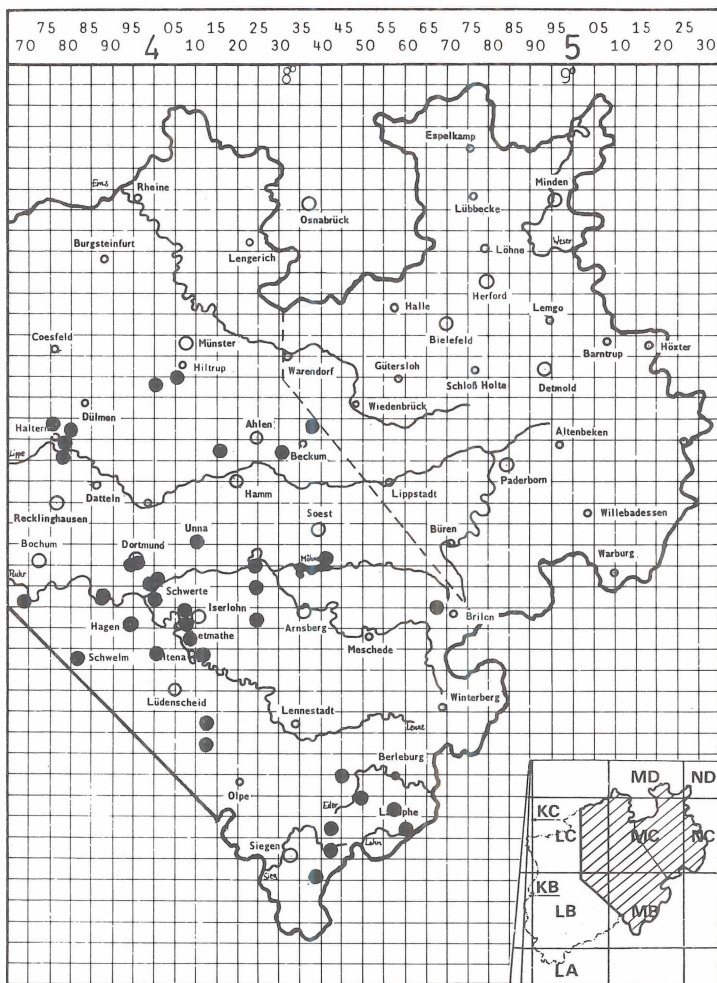 75 85 95 4 05 15 25 35 45 55 65 75 85 95 5 05 15 25
70 80 90 10 20 30 40 50 60 70 80 90 10 20 30
8° 9°
Espelkamp
Ems
Rheine
Minden
Osnabrück
Lübbecke
Weser
Burgsteinfurt
Lengerich
Löhne
Herford
Halle
Lemgo
Coesfeld
Münster
Bielefeld
Barntrup
Höxter
Hiltrup
Warendorf
Gütersloh
Schloß Holte
Detmold
Dülmen
Wiedenbrück
Haltern
Ahlen
Altenbeken
Lippe
Beckum
Paderborn
Datteln
Hamm
Lippstadt
Recklinghausen
Soest
Willebadessen
Unna
Büren
Bochum
Dortmund
Möhne
Warburg
Ruhr
Schwerte
Iserlohn
Arnsberg
Brilon
Hagen
etmathe
Meschede
Schwelm
ltena
Lüdenscheid
Winterberg
Lennestadt
Lenne
Berleburg
Olpe
Eder
La phe
Siegen
Lahn
Sieg
MD ND
KC
LC MC NC
KB
LB MB
LA